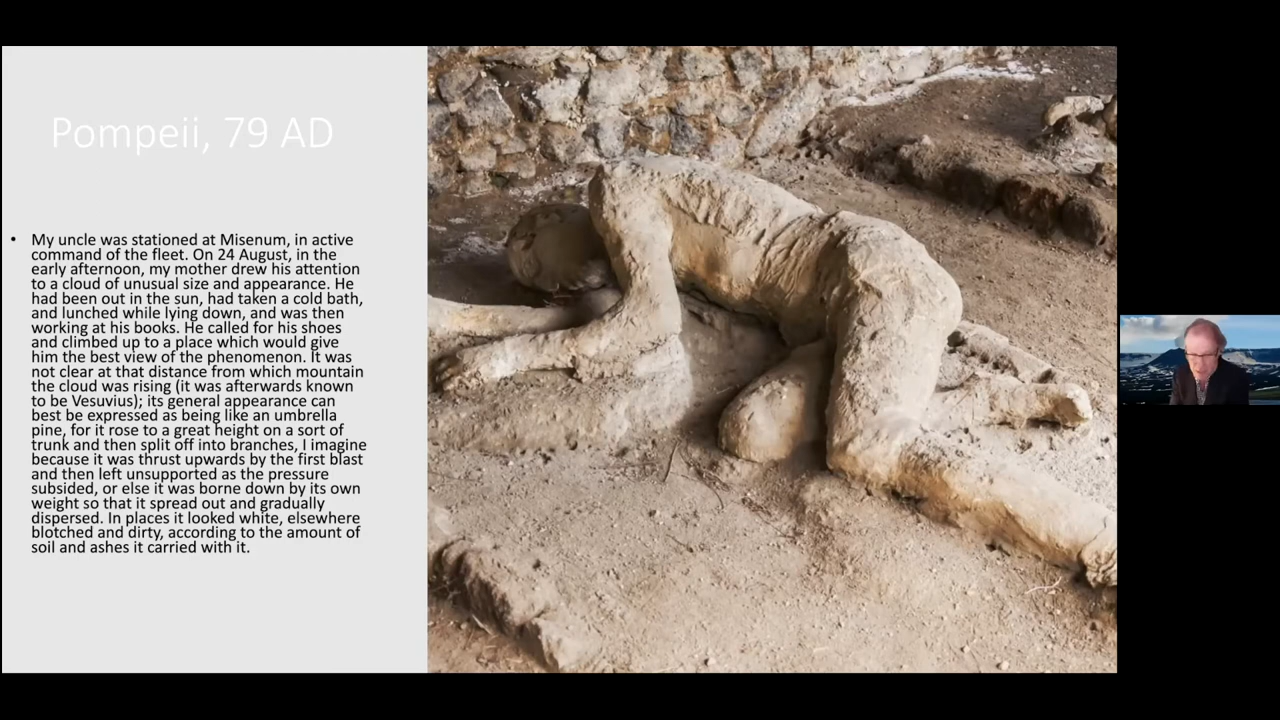 Pompeii, 79 AD
• My uncle was stationed at Misenum, in active
command of the fleet. On 24 August, in the
early afternoon, my mother drew his attention
to a cloud of unusual size and appearance. He
had been out in the sun, had taken a cold bath,
and lunched while lying down, and was then
working at his books. He called for his shoes
and climbed up to a place which would give
him the best view of the phenomenon. It was
not clear at that distance from which mountain
the cloud was rising (it was afterwards known
to be Vesuvius); its general appearance can
best be expressed as being like an umbrella
pine, for it rose to a great height on a sort of
trunk and then split off into branches, I imagine
because it was thrust upwards by the first blast
and then left unsupported as the pressure
subsided, or else it was borne down by its own
weight so that it spread out and gradually
dispersed. In places it looked white, elsewhere
blotched and dirty, according to the amount of
soil and ashes it carried with it.